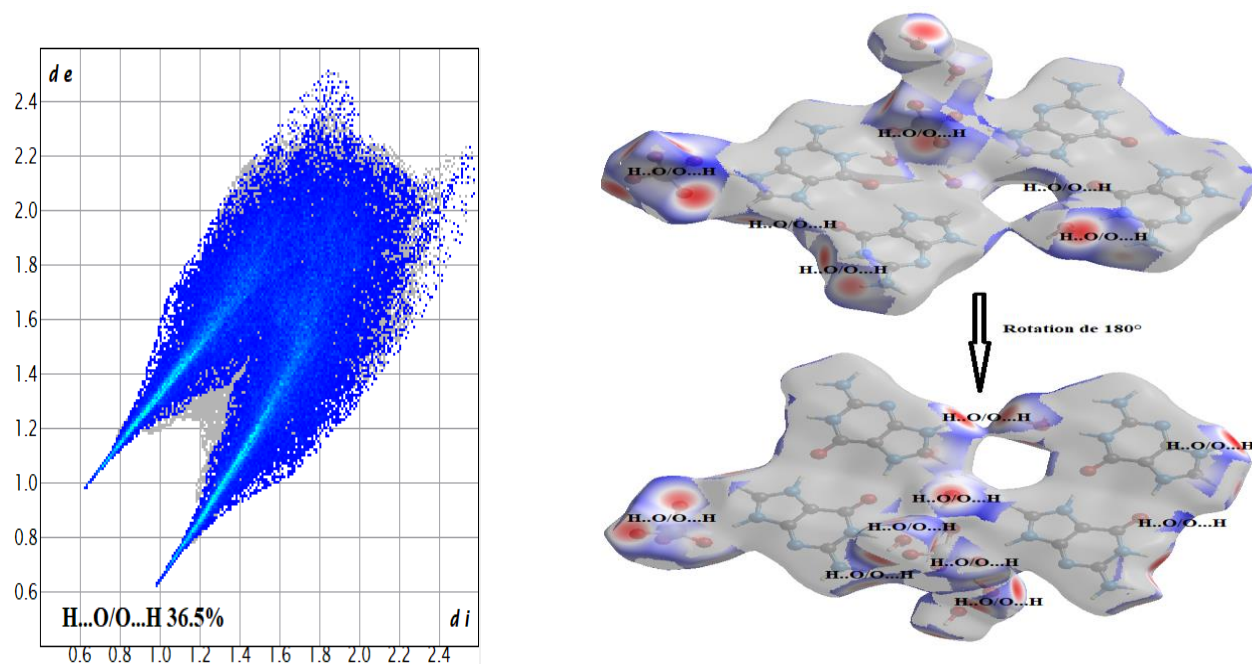 d e
2.4
2.2
2.0
1.8
1.6
1.4
1.2
1.0
0.8
0.6
H...O/O...H 36.5%
d i
0.6 0.8 1.0 1.2 1.4 1.6 1.8 2.0 2.2 2.4
H..O/O...H
H..O/O...H
H..O/O...H
H..O/O...H
H..O/O...H
H..O/O...H
Rotation de 180°
H..O/O...H
H..O/O...H
H..O/O...H
H..O/O...H
H..O/O...H
H..O/O...H
H..O/O...H
H..O/O...H
H..O/O...H